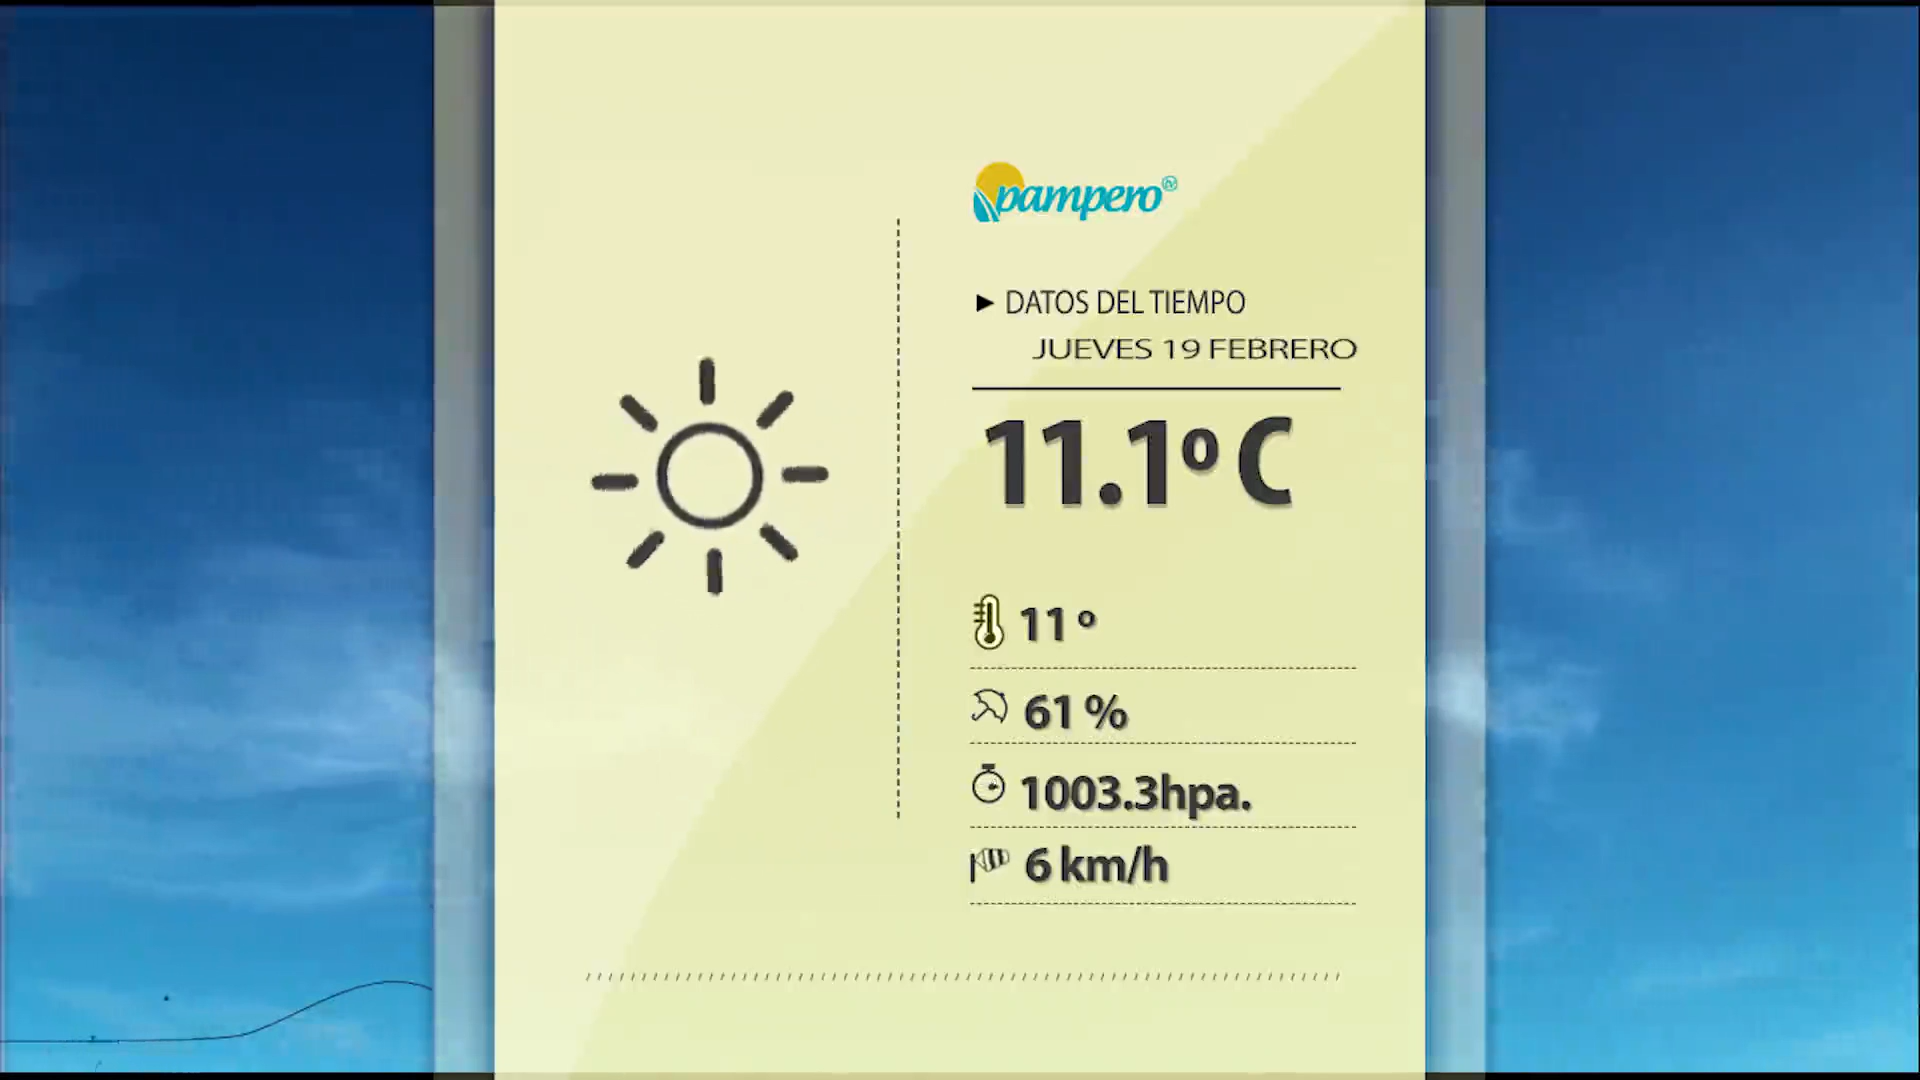 pampero®
► DATOS DEL TIEMPO
JUEVES 19 FEBRERO
11.1º C
11 º
61 %
1003.3hpa.
6 km/h